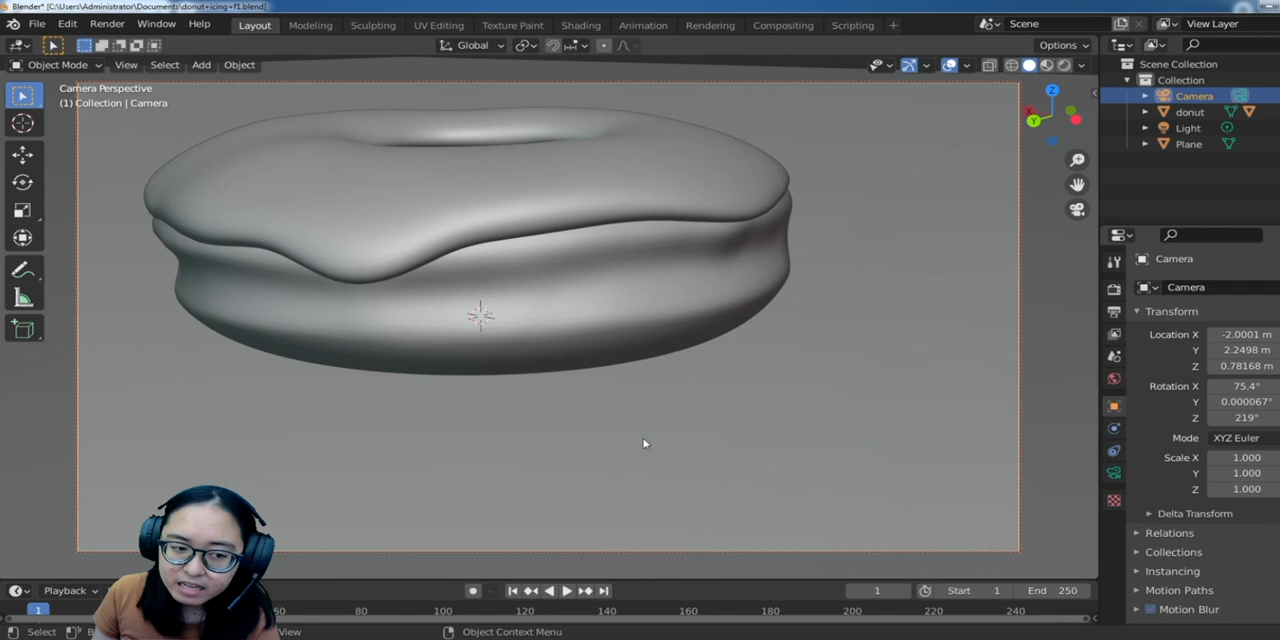 Blender* [C:\Users\Administrator\Documents\donut+icing+f1.blend]
File Edit Render Window Help Layout Modeling Sculpting UV Editing Texture Paint Shading Animation Rendering Compositing Scripting + Scene View Layer
Global Options
Object Mode View Select Add Object
Camera Perspective
(1) Collection | Camera
Z
X
Y
Scene Collection
Collection
Camera
donut
Light
Plane
Camera
Camera
Transform
Location X -2.0001 m
Y 2.2498 m
Z 0.78168 m
Rotation X 75.4°
Y 0.000067°
Z 219°
Mode XYZ Euler
Scale X 1.000
Y 1.000
Z 1.000
Delta Transform
Relations
Collections
Instancing
Motion Paths
Motion Blur
Playback 1 Start 1 End 250
1 60 80 100 120 140 160 180 200 220 240
Select View Object Context Menu